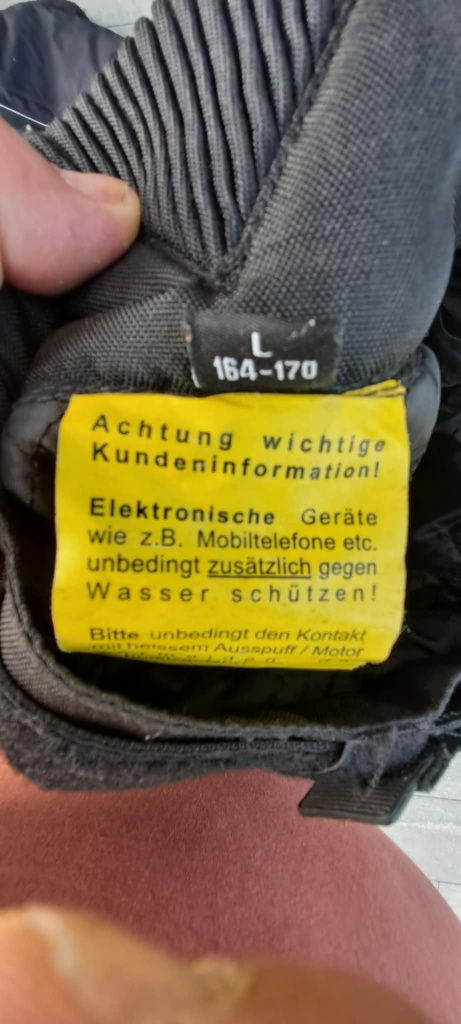 L
164-170
Achtung wichtige
Kundeninformation!
Elektronische Geräte
wie z.B. Mobiltelefone etc.
unbedingt zusätzlich gegen
Wasser schützen!
Bitte unbedingt den Kontakt
mit heissem Ausspuff / Motor